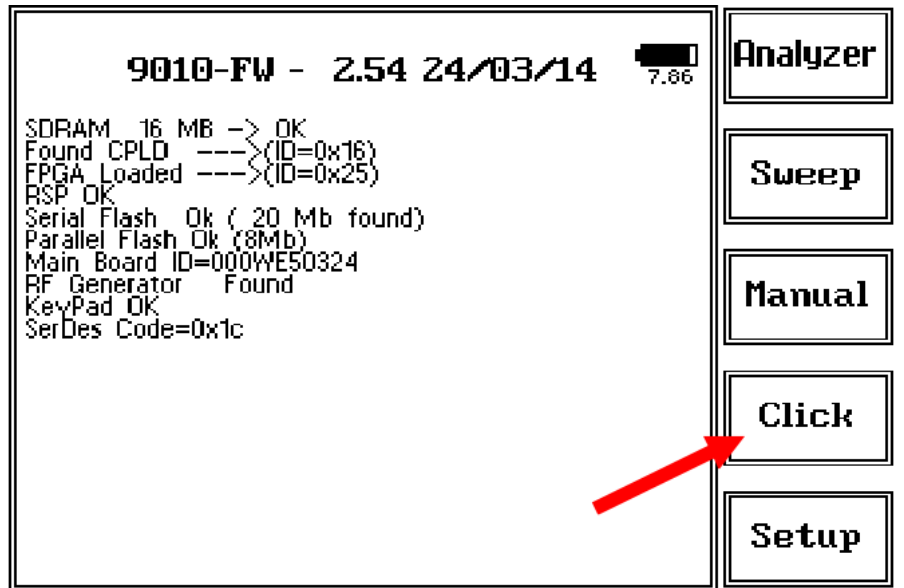 9010-FW - 2.54 24/03/14
7.86
SDRAM 16 MB -> OK
Found CPLD --->(ID=0x16)
FPGA Loaded --->(ID=0x25)
RSP OK
Serial Flash Ok ( 20 Mb found)
Parallel Flash Ok (8Mb)
Main Board ID=000WE50324
RF Generator Found
KeyPad OK
SerDes Code=0x1c
Analyzer
Sweep
Manual
Click
Setup